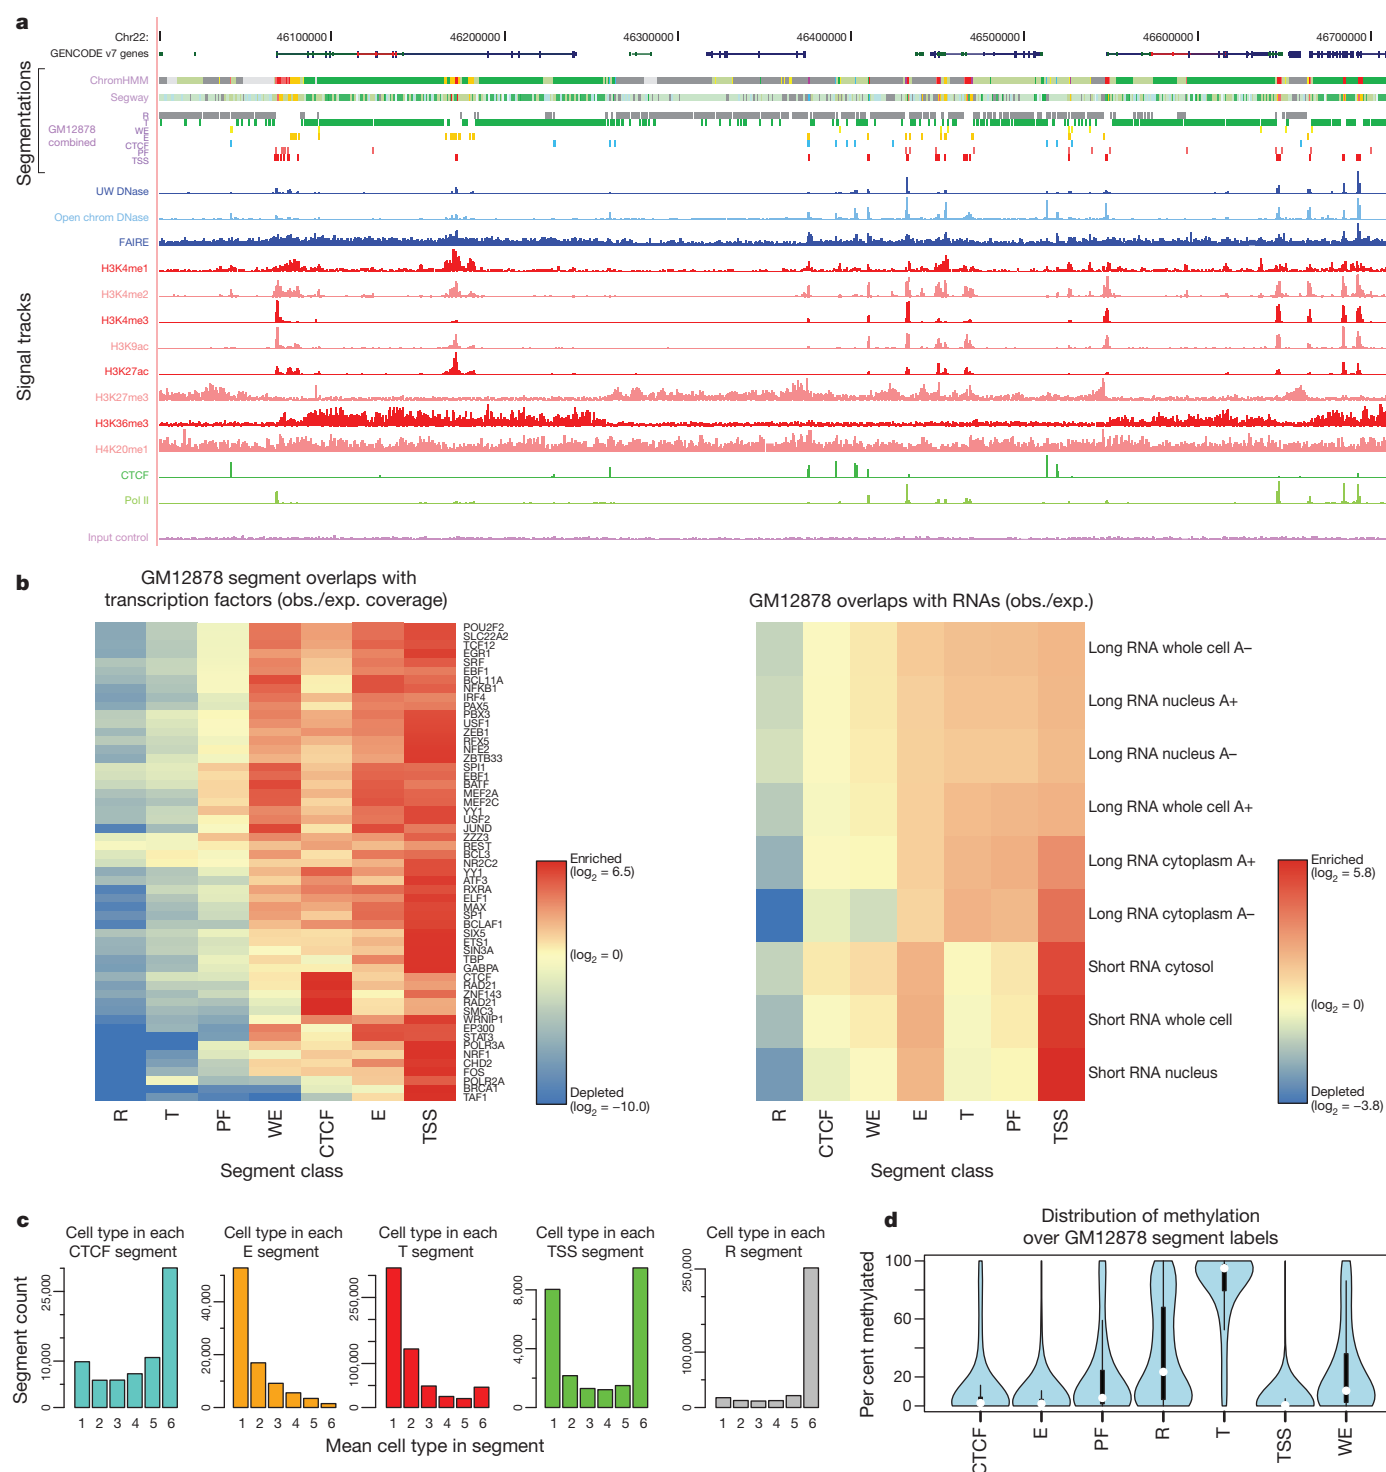 a
Chr22:
46100000
46200000
46300000
46400000
46500000
46600000
46700000
GENCODE v7 genes
Segmentations
ChromHMM
Segway
GM12878
combined
R
T
WE
E
CTCF
PF
TSS
Signal tracks
UW DNase
Open chrom DNase
FAIRE
H3K4me1
H3K4me2
H3K4me3
H3K9ac
H3K27ac
H3K27me3
H3K36me3
H4K20me1
CTCF
Pol II
Input control
b
GM12878 segment overlaps with
transcription factors (obs./exp. coverage)
POU2F2
SLC22A2
TCF12
EGR1
SRF
EBF1
BCL11A
NFKB1
IRF4
PAX5
PBX3
USF1
ZEB1
RFX5
NFE2
ZBTB33
SPI1
EBF1
BATF
MEF2A
MEF2C
YY1
USF2
JUND
ZZZ3
REST
BCL3
NR2C2
YY1
ATF3
RXRA
ELF1
MAX
SP1
BCLAF1
SIX5
ETS1
SIN3A
TBP
GABPA
CTCF
RAD21
ZNF143
RAD21
SMC3
WRNIP1
EP300
STAT3
POLR3A
NRF1
CHD2
FOS
POLR2A
BRCA1
TAF1
R
T
PF
WE
CTCF
E
TSS
Segment class
Enriched
(log2 = 6.5)
(log2 = 0)
Depleted
(log2 = −10.0)
GM12878 overlaps with RNAs (obs./exp.)
Long RNA whole cell A−
Long RNA nucleus A+
Long RNA nucleus A−
Long RNA whole cell A+
Long RNA cytoplasm A+
Long RNA cytoplasm A−
Short RNA cytosol
Short RNA whole cell
Short RNA nucleus
R
CTCF
WE
E
T
PF
TSS
Segment class
Enriched
(log2 = 5.8)
(log2 = 0)
Depleted
(log2 = −3.8)
c
Segment count
Cell type in each
CTCF segment
25,000
10,000
0
1 2 3 4 5 6
Cell type in each
E segment
40,000
20,000
0
1 2 3 4 5 6
Cell type in each
T segment
250,000
100,000
0
1 2 3 4 5 6
Cell type in each
TSS segment
8,000
4,000
0
1 2 3 4 5 6
Cell type in each
R segment
250,000
100,000
0
1 2 3 4 5 6
Mean cell type in segment
d
Distribution of methylation
over GM12878 segment labels
Per cent methylated
100
60
20
0
CTCF
E
PF
R
T
TSS
WE